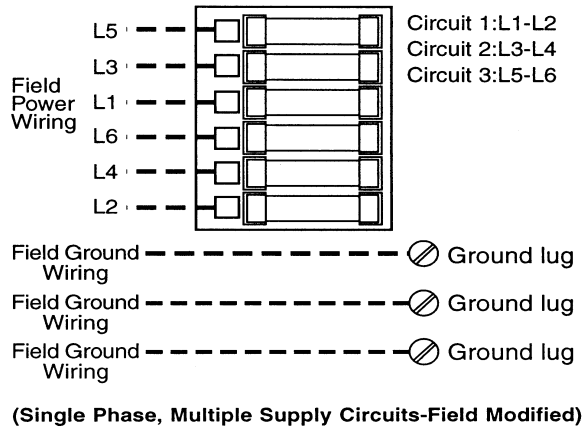 L5
L3
L1
L6
L4
L2
Field
Power
Wiring
Circuit 1:L1-L2
Circuit 2:L3-L4
Circuit 3:L5-L6
Field Ground
Wiring
Ground lug
Field Ground
Wiring
Ground lug
Field Ground
Wiring
Ground lug
(Single Phase, Multiple Supply Circuits-Field Modified)